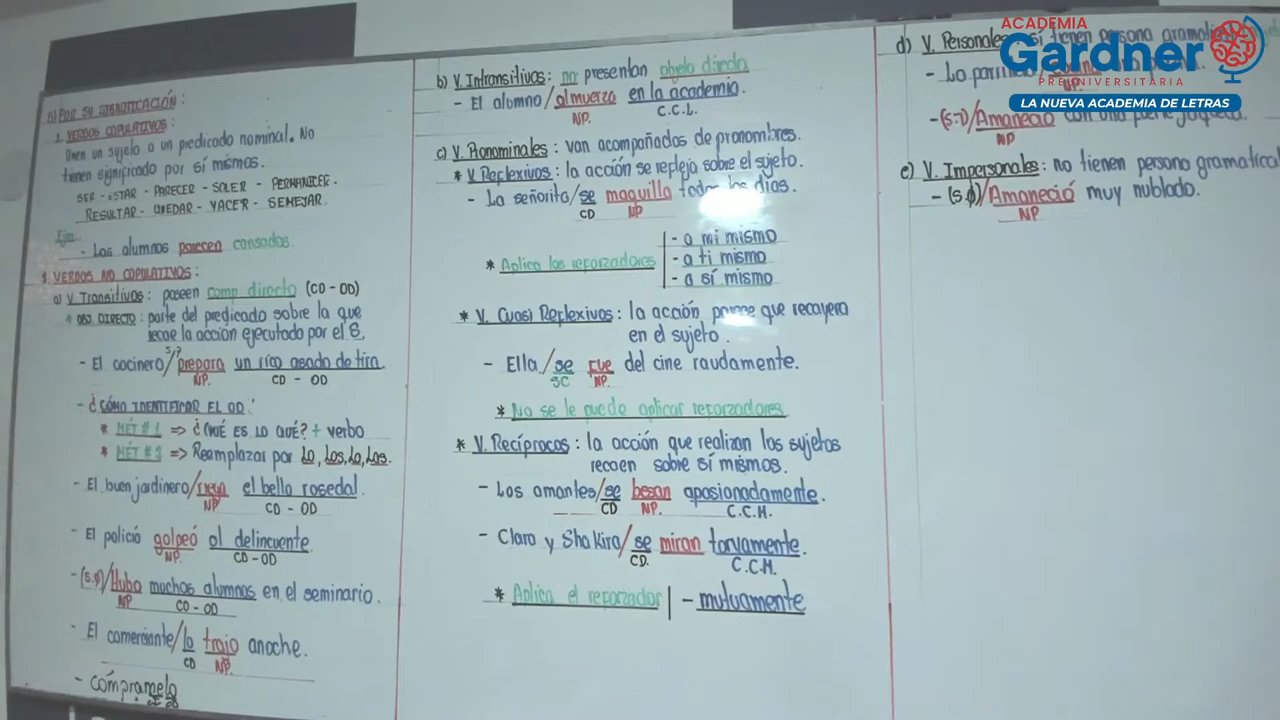 a) POR SU SIGNIFICACIÓN:
1. VERBOS COPULATIVOS:
Unen un sujeto a un predicado nominal. No
tienen significado por sí mismos.
SER - ESTAR - PARECER - SOLER - PERMANECER.
RESULTAR - QUEDAR - YACER - SEMEJAR.
Ejm.
- Los alumnos parecen cansados.
VERBOS NO COPULATIVOS:
a) V. Transitivos: poseen comp. directo (CD - OD)
* OBJ. DIRECTO: parte del predicado sobre la que
recae la acción ejecutado por el S.
- El cocinero/prepara un rico asado de tira.
NP. CD - OD
- ¿CÓMO IDENTIFICAR EL OD?
* MÉT # 1 => ¿QUÉ ES LO QUÉ? + verbo
* MÉT # 2 => Reemplazar por Lo, Los, La, Las.
- El buen jardinero/riega el bello rosedal.
NP CD - OD
- El policía golpeó al delincuente.
NP. CD - OD
- (S.φ)/Hubo muchos alumnos en el seminario.
NP CD - OD
- El comerciante/lo trajo anoche.
CD NP.
- cómpramelo
b) V. Intransitivos: no presentan objeto directo
- El alumno/almuerza en la academia.
NP. C.C.L.
c) V. Pronominales: van acompañados de pronombres.
* V. Reflexivos: la acción se refleja sobre el sujeto.
- La señorita/se maquilla todos los días.
CD NP
* Aplica los reforzadores
- a mi mismo
- a ti mismo
- a sí mismo
* V. Cuasi Reflexivos: la acción parece que recayera
en el sujeto.
- Ella/se fue del cine raudamente.
SC NP.
* No se le puede aplicar reforzadores.
* V. Recíprocos: la acción que realizan los sujetos
recaen sobre sí mismos.
- Los amantes/se besan apasionadamente.
CD NP. C.C.M.
- Clara y Shakira/se miran torvamente.
CD. C.C.M.
* Aplica el reforzador | - mutuamente
d) V. Personales sí tienen persona
- La
NP.
- /Amaneció con una
NP
e) V. Impersonales: no tienen persona gramatical
- (S.φ)/Amaneció muy nublado.
NP
ACADEMIA
Gardner
PREUNIVERSITARIA
LA NUEVA ACADEMIA DE LETRAS